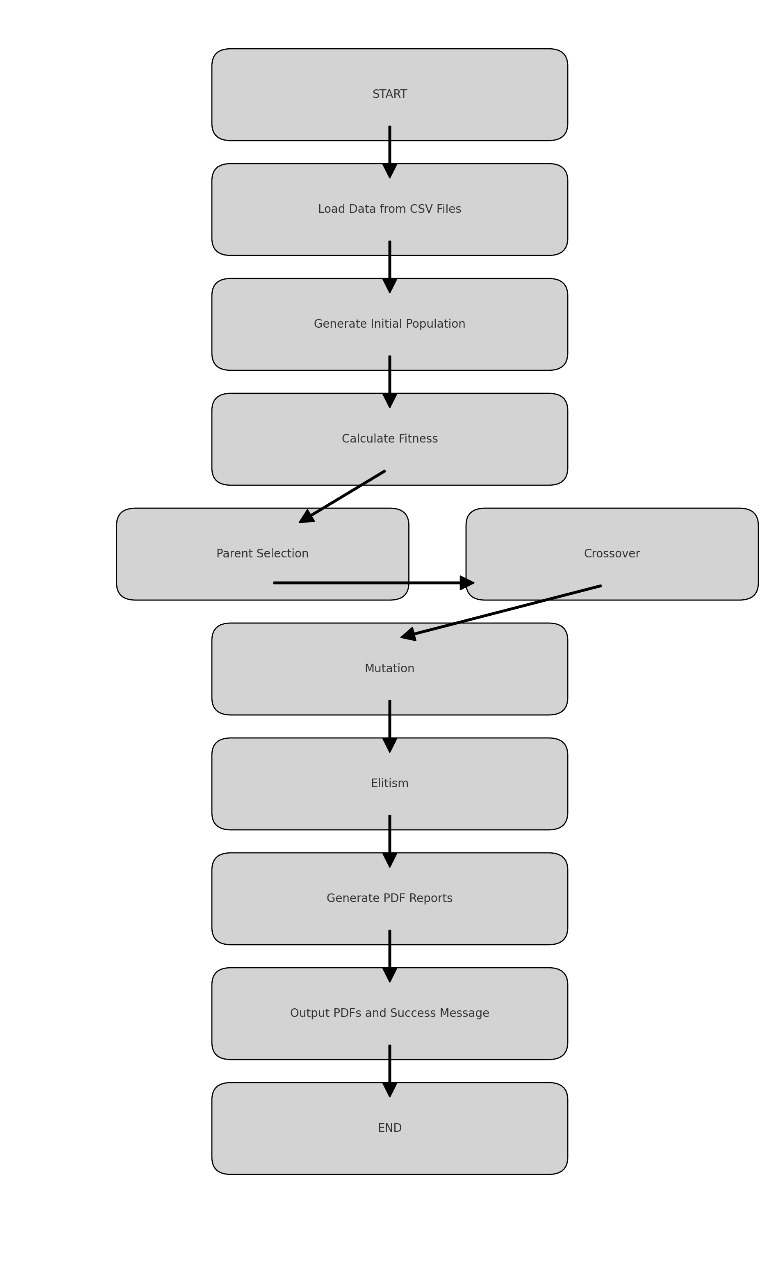 START
Load Data from CSV Files
Generate Initial Population
Calculate Fitness
Parent Selection
Crossover
Mutation
Elitism
Generate PDF Reports
Output PDFs and Success Message
END